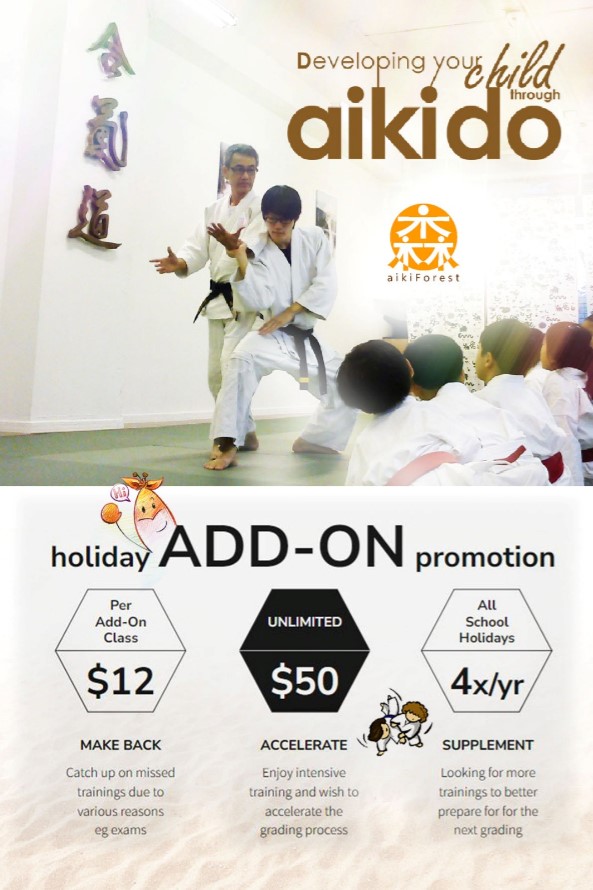 合
氣
道
Developing your child
through
aikido
aikiForest
Hi
holiday ADD-ON promotion
Per
Add-On
Class
$12
MAKE BACK
Catch up on missed
trainings due to
various reasons
eg exams
UNLIMITED
$50
ACCELERATE
Enjoy intensive
training and wish to
accelerate the
grading process
All
School
Holidays
4x/yr
SUPPLEMENT
Looking for more
trainings to better
prepare for for the
next grading